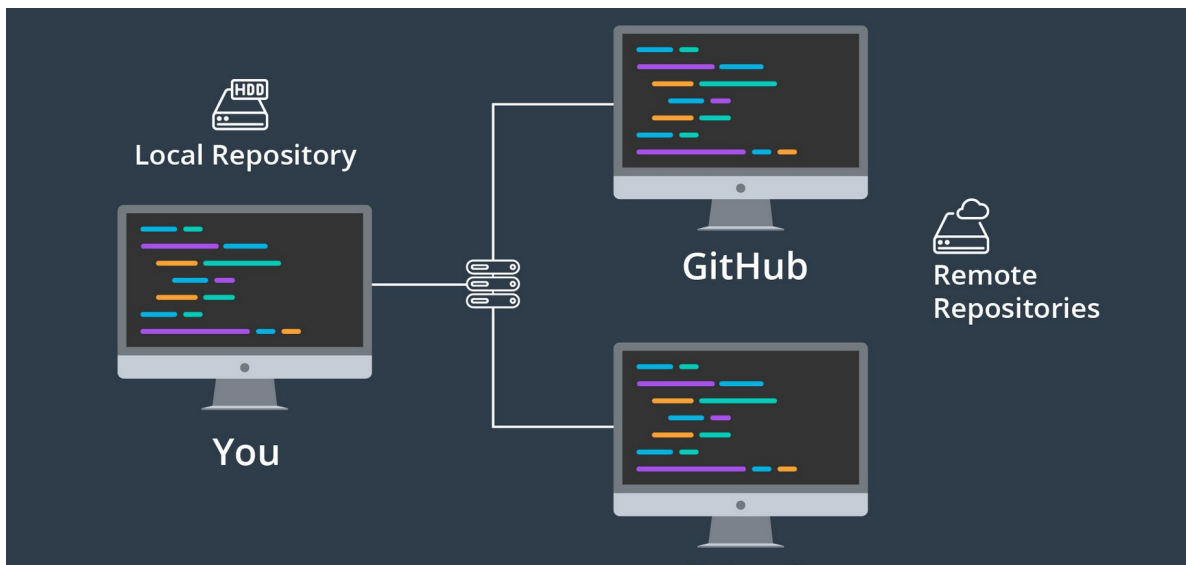 HDD
Local Repository
You
GitHub
Remote
Repositories